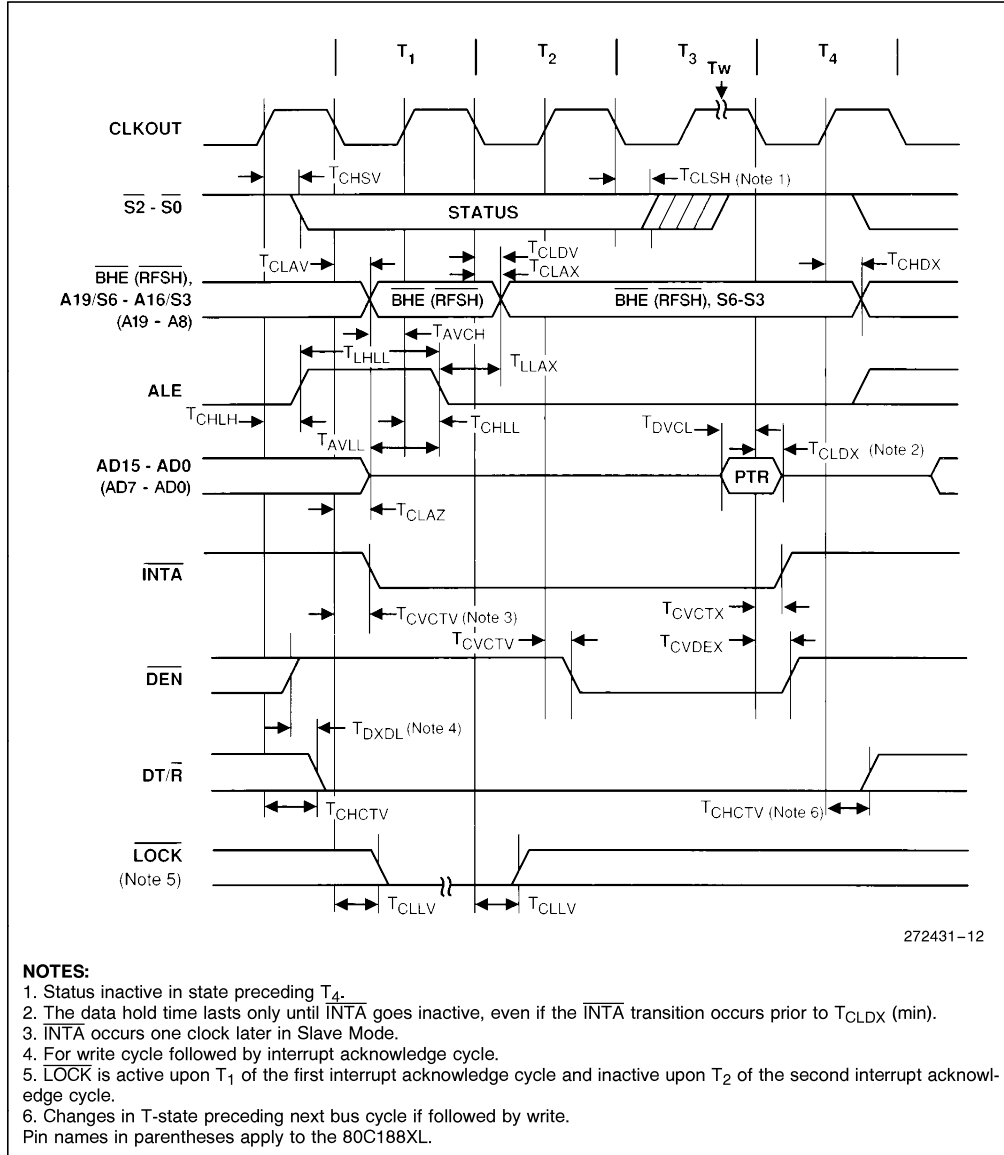 T1 T2 T3 T4
TW
CLKOUT
TCHSV
TCLSH (Note 1)
S2 - S0
STATUS
TCLAV
TCLDV
TCLAX
TCHDX
BHE (RFSH),
A19/S6 - A16/S3
(A19 - A8)
BHE (RFSH)
BHE (RFSH), S6-S3
TAVCH
TLHLL
TLLAX
ALE
TCHLH
TCHLL
TDVCL
TAVLL
TCLDX (Note 2)
AD15 - AD0
(AD7 - AD0)
PTR
TCLAZ
INTA
TCVCTV (Note 3)
TCVCTX
TCVCTV
TCVDEX
DEN
TDXDL (Note 4)
DT/R
TCHCTV
TCHCTV (Note 6)
LOCK
(Note 5)
TCLLV
TCLLV
272431–12
NOTES:
1. Status inactive in state preceding T4.
2. The data hold time lasts only until INTA goes inactive, even if the INTA transition occurs prior to TCLDX (min).
3. INTA occurs one clock later in Slave Mode.
4. For write cycle followed by interrupt acknowledge cycle.
5. LOCK is active upon T1 of the first interrupt acknowledge cycle and inactive upon T2 of the second interrupt acknowl-
edge cycle.
6. Changes in T-state preceding next bus cycle if followed by write.
Pin names in parentheses apply to the 80C188XL.